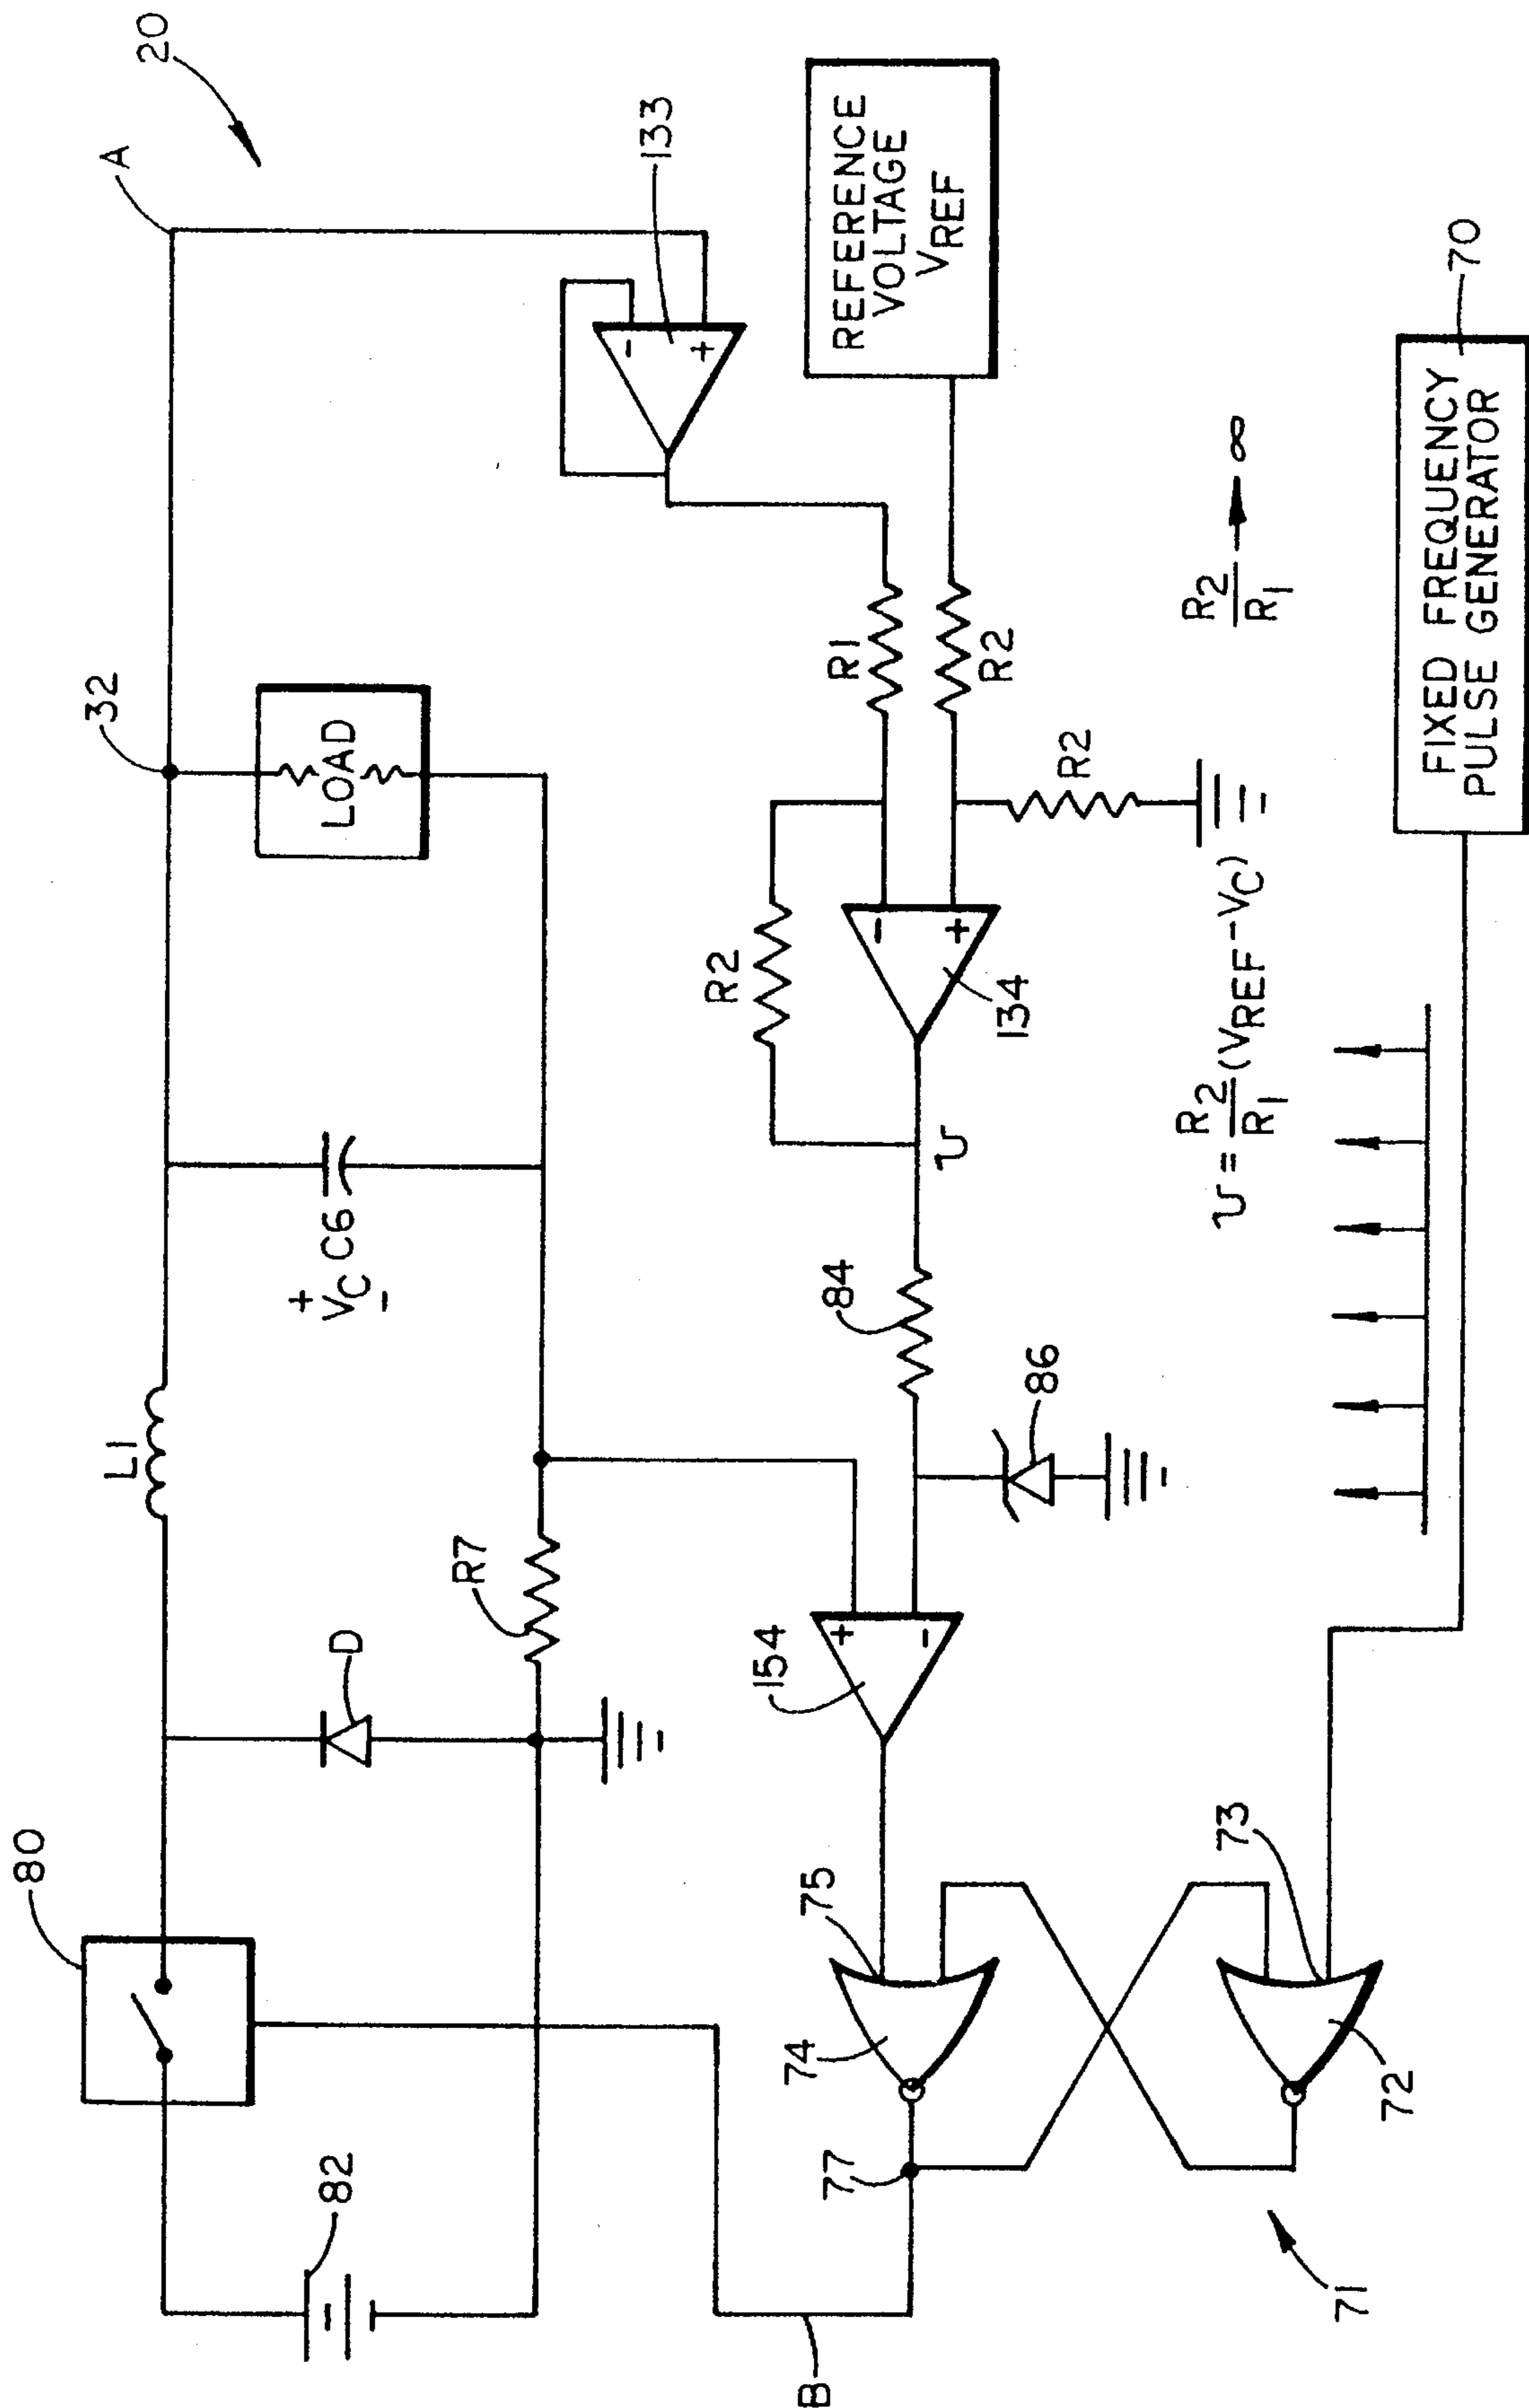 20
A
32
80
L1
D
+
VC C6
-
LOAD
82
R7
133
-
+
REFERENCE
VOLTAGE
VREF
B
77
74
75
154
+
-
86
84
υ
R2
134
-
+
R1
R2
R2
υ = R2/R1 (VREF - VC)
R2/R1 → ∞
71
72
73
FIXED FREQUENCY
PULSE GENERATOR
70